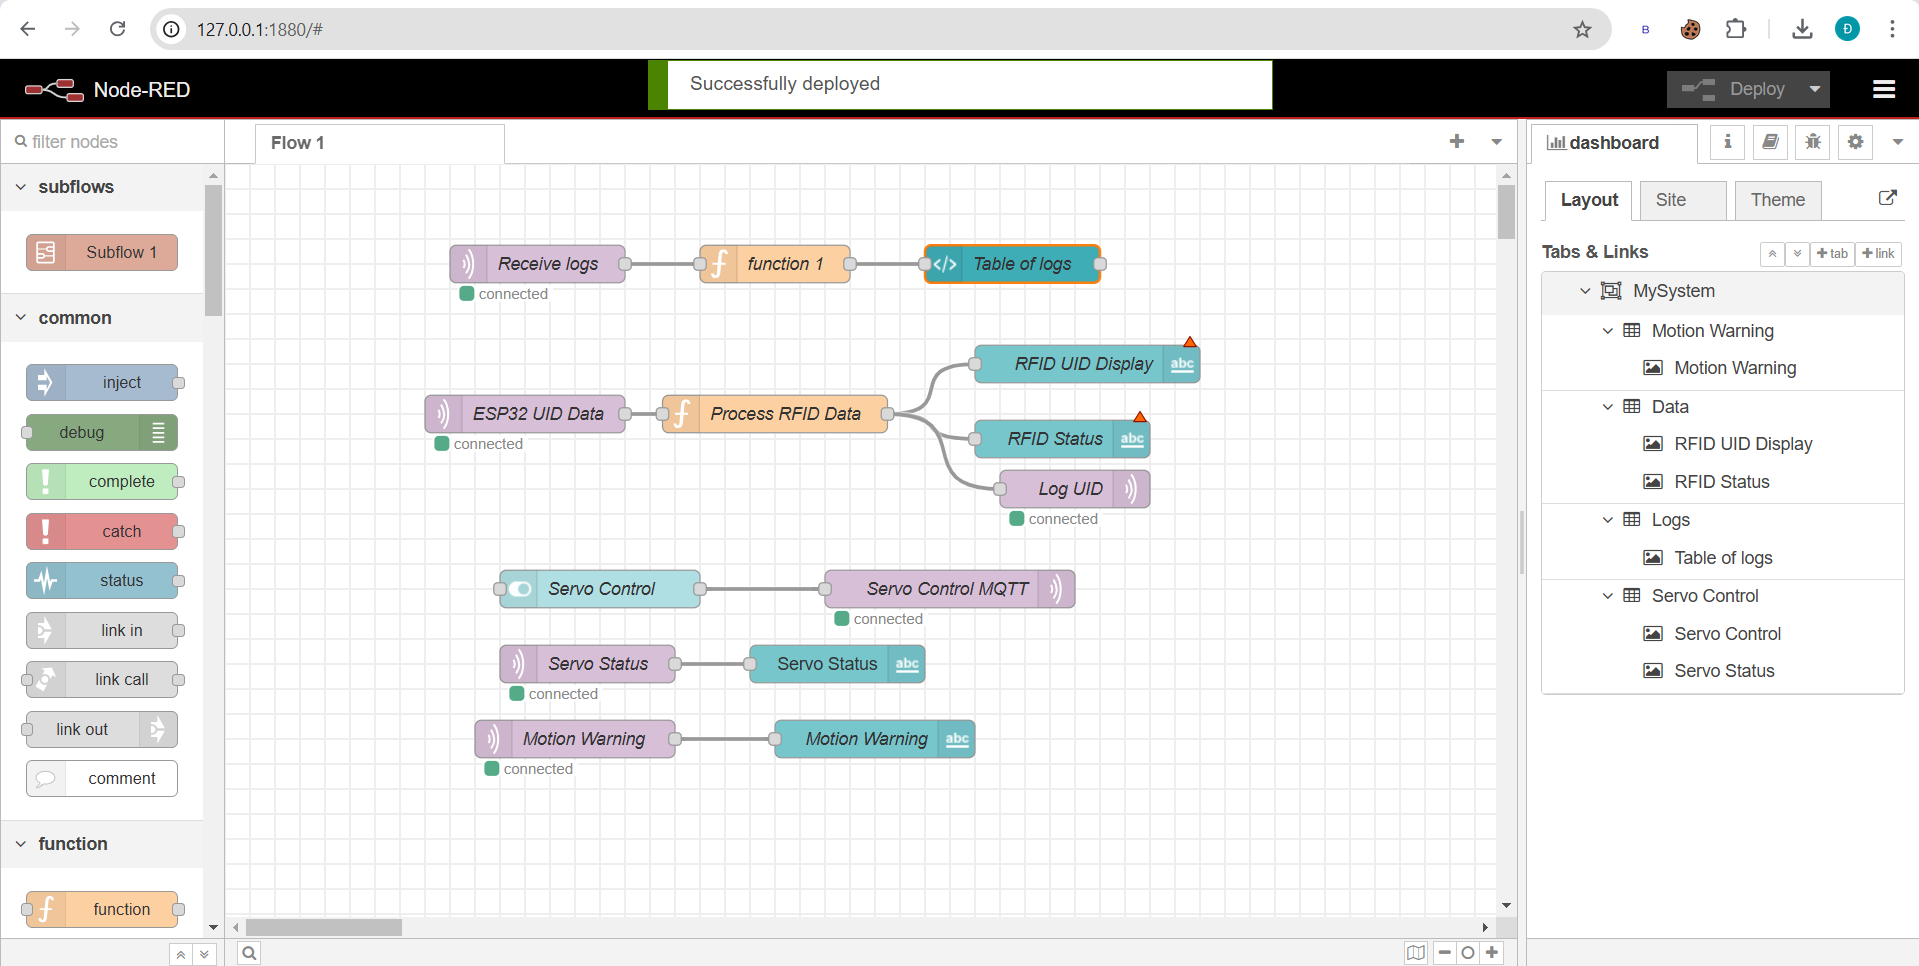 127.0.0.1:1880/#
B
Đ
Node-RED
Successfully deployed
Deploy
filter nodes
Flow 1
dashboard
i
subflows
Subflow 1
common
inject
debug
complete
catch
status
link in
link call
link out
comment
function
function
Receive logs
connected
function 1
Table of logs
ESP32 UID Data
connected
Process RFID Data
RFID UID Display
abc
RFID Status
abc
Log UID
connected
Servo Control
Servo Control MQTT
connected
Servo Status
connected
Servo Status
abc
Motion Warning
connected
Motion Warning
abc
Layout
Site
Theme
Tabs & Links
+ tab
+ link
MySystem
Motion Warning
Motion Warning
Data
RFID UID Display
RFID Status
Logs
Table of logs
Servo Control
Servo Control
Servo Status